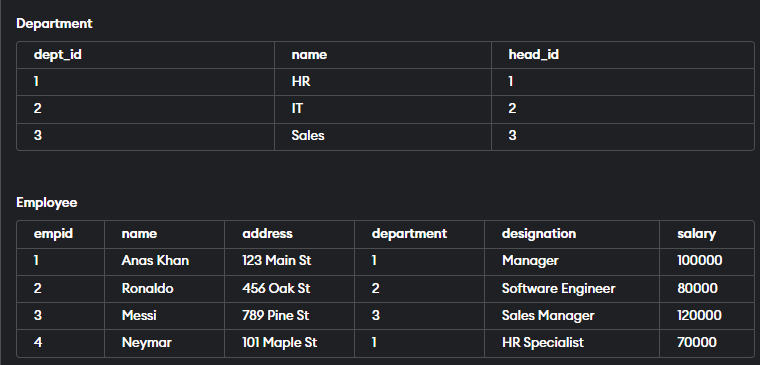 Department
dept_id name head_id
1 HR 1
2 IT 2
3 Sales 3
Employee
empid name address department designation salary
1 Anas Khan 123 Main St 1 Manager 100000
2 Ronaldo 456 Oak St 2 Software Engineer 80000
3 Messi 789 Pine St 3 Sales Manager 120000
4 Neymar 101 Maple St 1 HR Specialist 70000